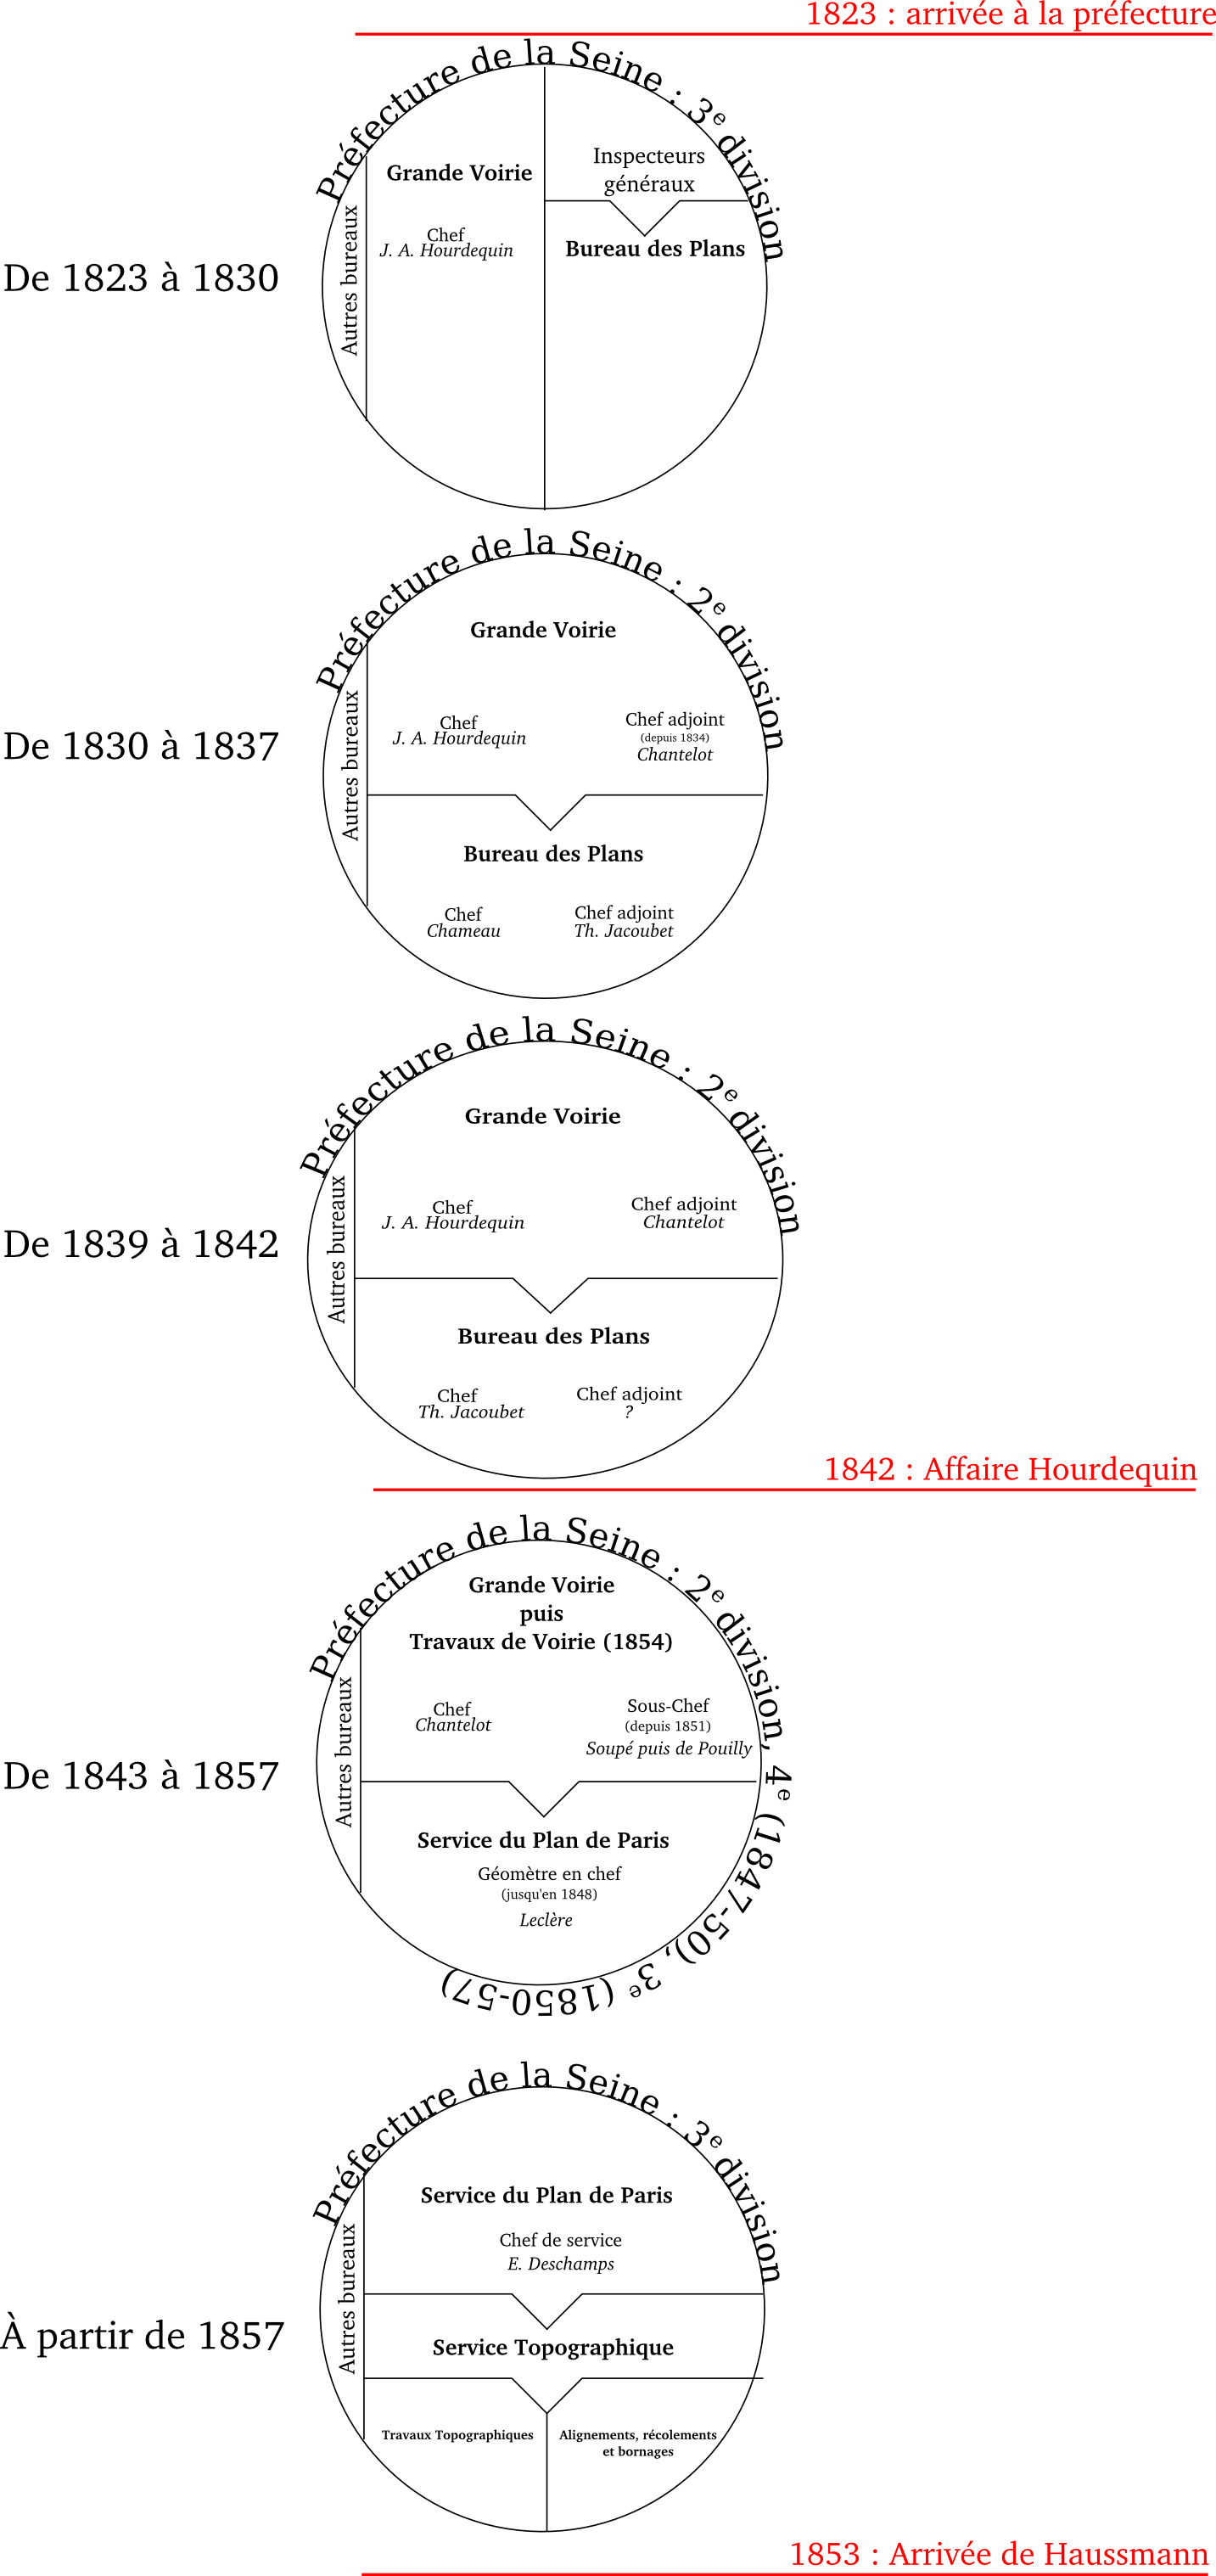 1823 : arrivée à la préfecture
Préfecture de la Seine : 3e division
De 1823 à 1830
Autres bureaux
Grande Voirie
Chef
J. A. Hourdequin
Inspecteurs
généraux
Bureau des Plans
Préfecture de la Seine : 2e division
De 1830 à 1837
Autres bureaux
Grande Voirie
Chef
J. A. Hourdequin
Chef adjoint
(depuis 1834)
Chantelot
Bureau des Plans
Chef
Chameau
Chef adjoint
Th. Jacoubet
Préfecture de la Seine : 2e division
De 1839 à 1842
Autres bureaux
Grande Voirie
Chef
J. A. Hourdequin
Chef adjoint
Chantelot
Bureau des Plans
Chef
Th. Jacoubet
Chef adjoint
?
1842 : Affaire Hourdequin
Préfecture de la Seine : 2e division, 4e (1847-50), 3e (1850-57)
De 1843 à 1857
Autres bureaux
Grande Voirie
puis
Travaux de Voirie (1854)
Chef
Chantelot
Sous-Chef
(depuis 1851)
Soupé puis de Pouilly
Service du Plan de Paris
Géomètre en chef
(jusqu'en 1848)
Leclère
Préfecture de la Seine : 3e division
À partir de 1857
Autres bureaux
Service du Plan de Paris
Chef de service
E. Deschamps
Service Topographique
Travaux Topographiques
Alignements, récolements
et bornages
1853 : Arrivée de Haussmann